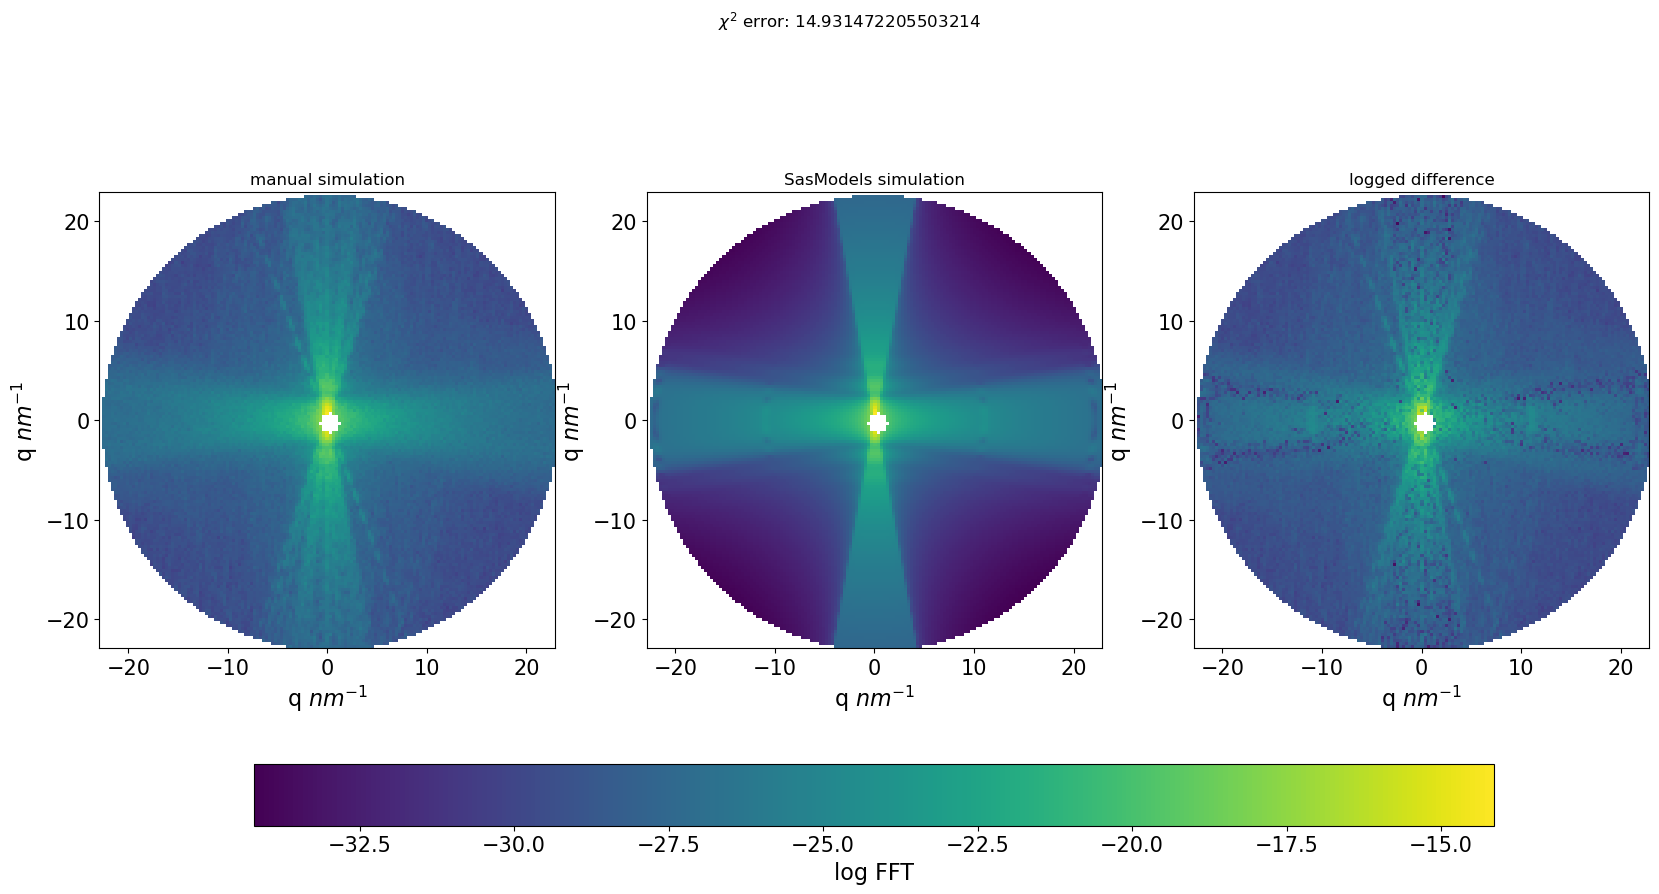 χ² error: 14.931472205503214
manual simulation
SasModels simulation
logged difference
20
10
0
−10
−20
q nm⁻¹
−20 −10 0 10 20
q nm⁻¹
20
10
0
−10
−20
q nm⁻¹
−20 −10 0 10 20
q nm⁻¹
20
10
0
−10
−20
q nm⁻¹
−20 −10 0 10 20
q nm⁻¹
−32.5 −30.0 −27.5 −25.0 −22.5 −20.0 −17.5 −15.0
log FFT